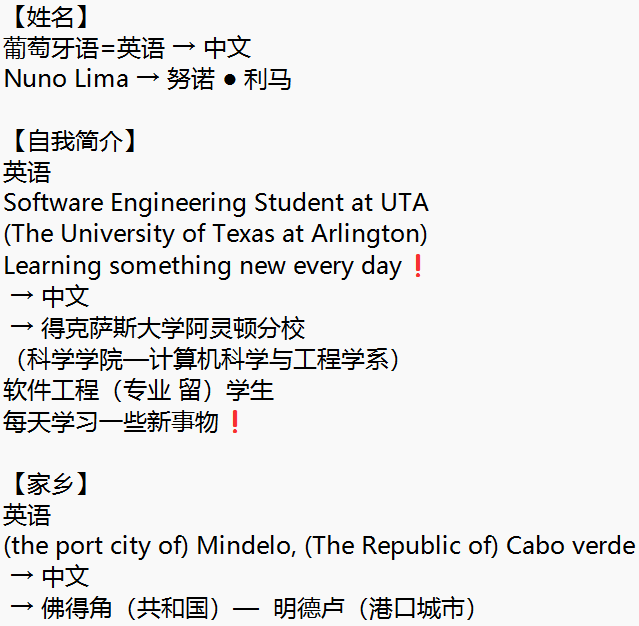 【姓名】
葡萄牙语=英语 → 中文
Nuno Lima → 努诺 ● 利马
【自我简介】
英语
Software Engineering Student at UTA
(The University of Texas at Arlington)
Learning something new every day❗
→ 中文
→ 得克萨斯大学阿灵顿分校
（科学学院—计算机科学与工程学系）
软件工程（专业 留）学生
每天学习一些新事物❗
【家乡】
英语
(the port city of) Mindelo, (The Republic of) Cabo verde
→ 中文
→ 佛得角（共和国）— 明德卢（港口城市）